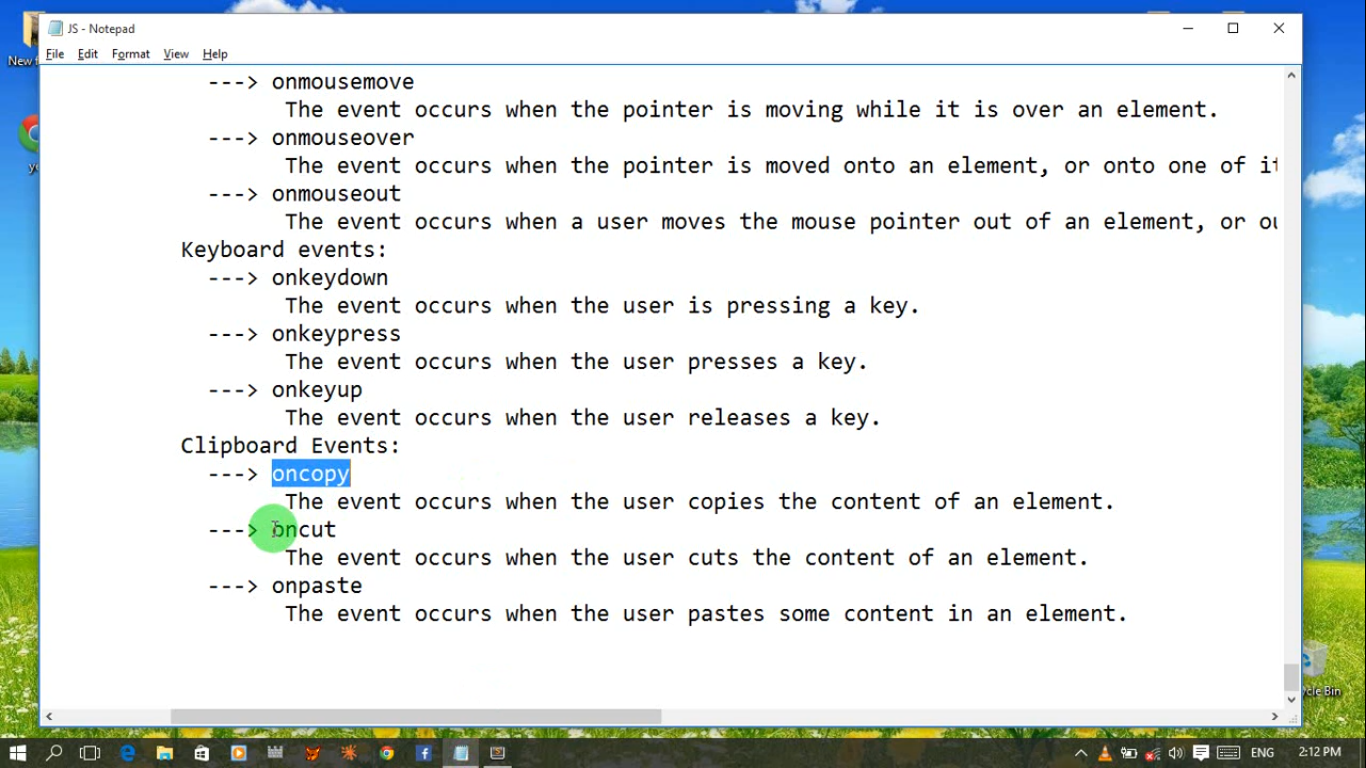 JS - Notepad
File Edit Format View Help
---> onmousemove
The event occurs when the pointer is moving while it is over an element.
---> onmouseover
The event occurs when the pointer is moved onto an element, or onto one of
---> onmouseout
The event occurs when a user moves the mouse pointer out of an element, or
Keyboard events:
---> onkeydown
The event occurs when the user is pressing a key.
---> onkeypress
The event occurs when the user presses a key.
---> onkeyup
The event occurs when the user releases a key.
Clipboard Events:
---> oncopy
The event occurs when the user copies the content of an element.
---> oncut
The event occurs when the user cuts the content of an element.
---> onpaste
The event occurs when the user pastes some content in an element.
New
ENG 2:12 PM